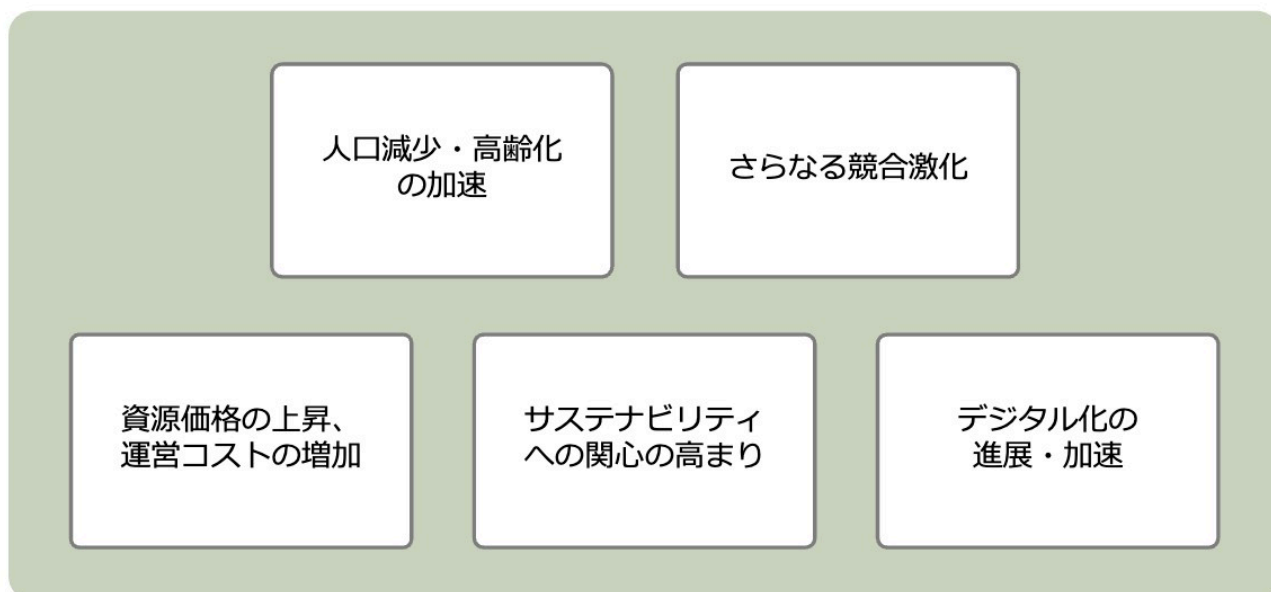 人口減少・高齢化
の加速
さらなる競合激化
資源価格の上昇、
運営コストの増加
サステナビリティ
への関心の高まり
デジタル化の
進展・加速